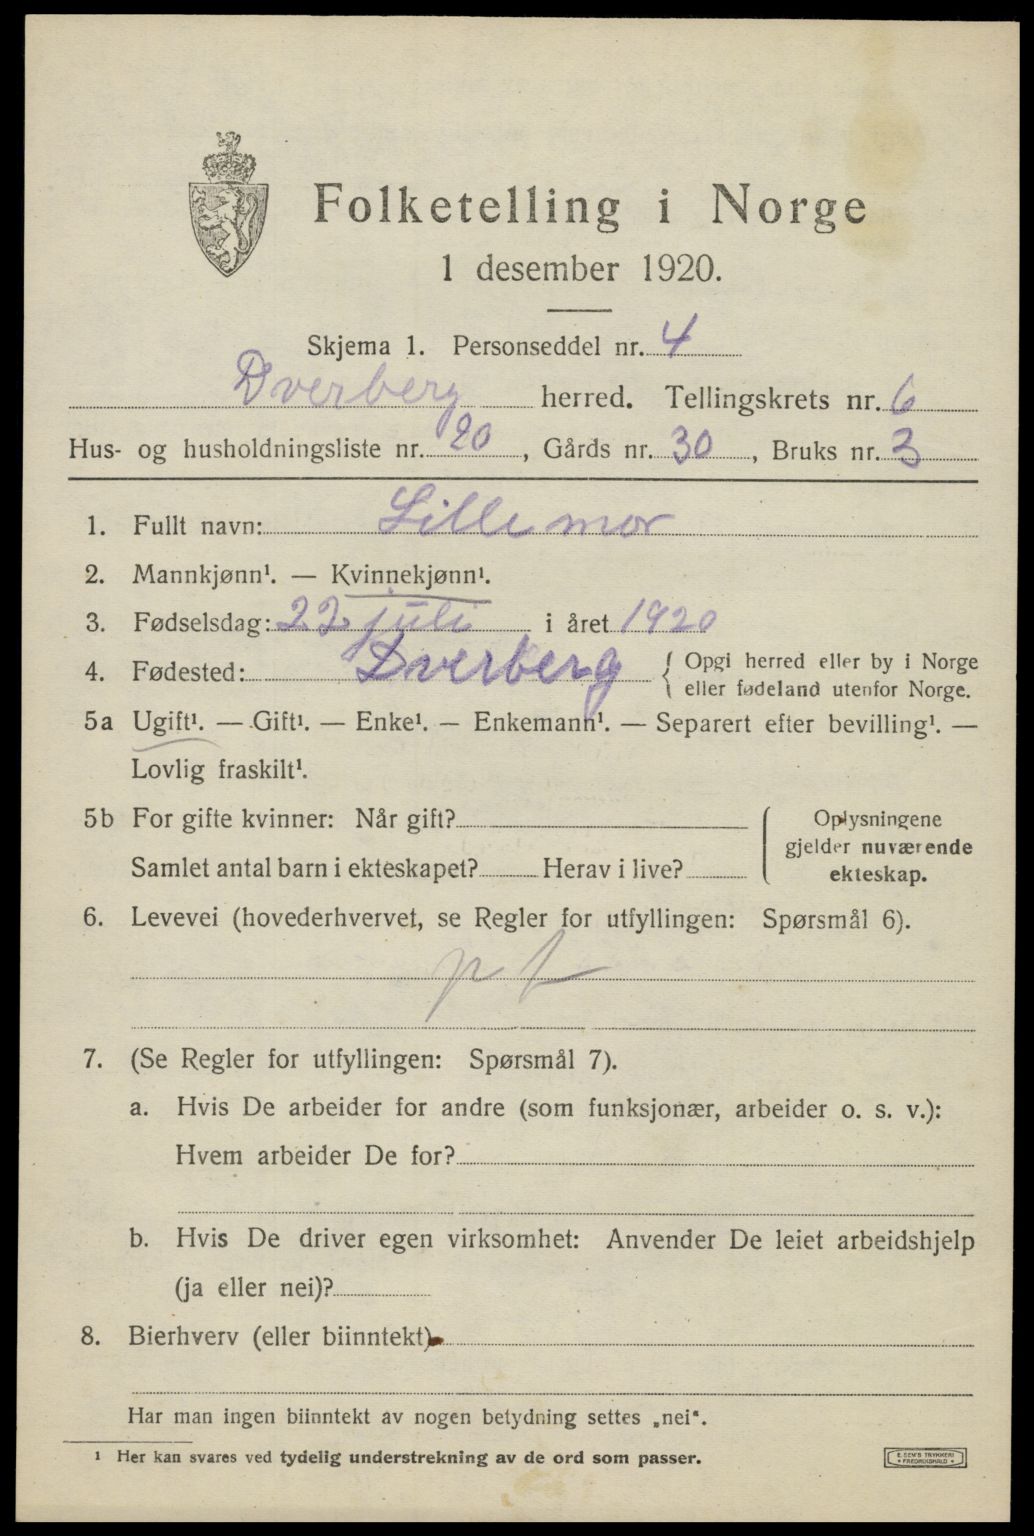 Folketelling i Norge
1 desember 1920.
Skjema 1. Personseddel nr. 4
Dverberg herred. Tellingskrets nr. 6
Hus- og husholdningsliste nr. 20, Gårds nr. 30, Bruks nr. 3
1. Fullt navn: Lillemor
2. Mannkjønn¹. — Kvinnekjønn¹.
3. Fødselsdag: 22 juli i året 1920
4. Fødested: Dverberg { Opgi herred eller by i Norge
eller fødeland utenfor Norge.
5a Ugift¹. — Gift¹. — Enke¹. — Enkemann¹. — Separert efter bevilling¹. —
Lovlig fraskilt¹.
5b For gifte kvinner: Når gift?
Samlet antal barn i ekteskapet? Herav i live?
Oplysningene
gjelder nuværende
ekteskap.
6. Levevei (hovederhvervet, se Regler for utfyllingen: Spørsmål 6).
7. (Se Regler for utfyllingen: Spørsmål 7).
a. Hvis De arbeider for andre (som funksjonær, arbeider o. s. v.):
Hvem arbeider De for?
b. Hvis De driver egen virksomhet: Anvender De leiet arbeidshjelp
(ja eller nei)?
8. Bierhverv (eller biinntekt)
Har man ingen biinntekt av nogen betydning settes „nei“.
¹ Her kan svares ved tydelig understrekning av de ord som passer.